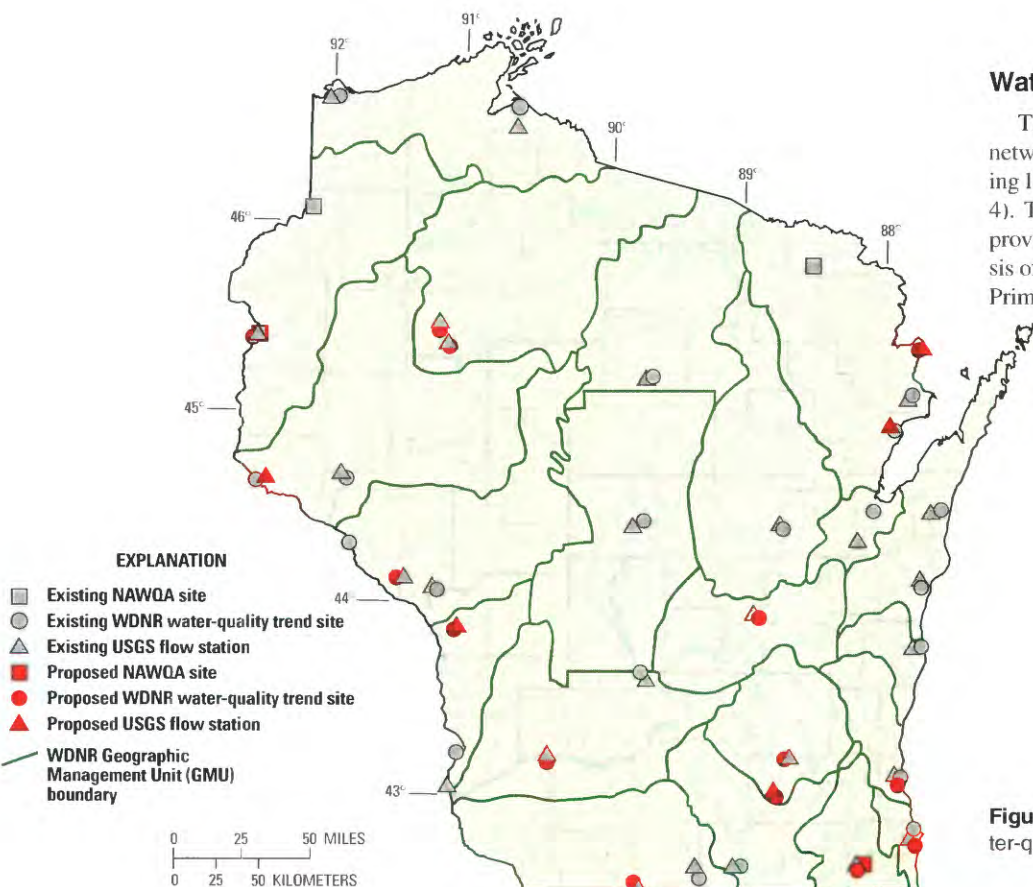 92°
91°
90°
89°
88°
46°
45°
44°
43°
EXPLANATION
Existing NAWQA site
Existing WDNR water-quality trend site
Existing USGS flow station
Proposed NAWQA site
Proposed WDNR water-quality trend site
Proposed USGS flow station
WDNR Geographic
Management Unit (GMU)
boundary
0 25 50 MILES
0 25 50 KILOMETERS
Wat
T
netw
ing l
4). T
prov
sis o
Prim
Figu
ter-q